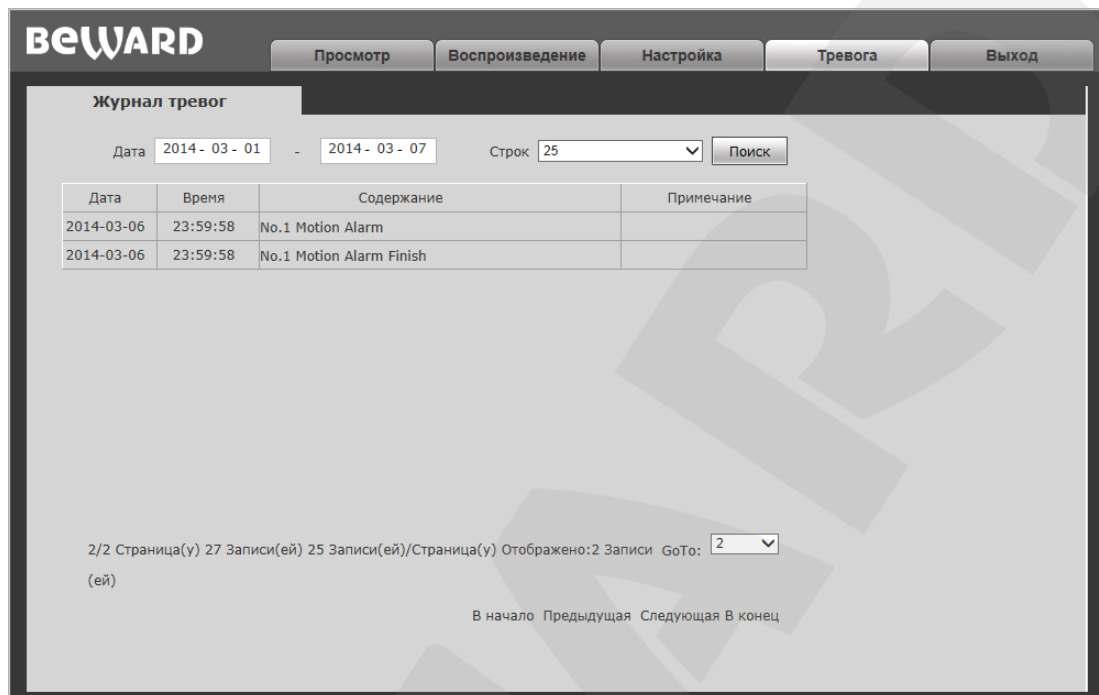 BEWARD
Просмотр Воспроизведение Настройка Тревога Выход
Журнал тревог
Дата 2014 - 03 - 01 - 2014 - 03 - 07 Строк 25 Поиск
Дата Время Содержание Примечание
2014-03-06 23:59:58 No.1 Motion Alarm
2014-03-06 23:59:58 No.1 Motion Alarm Finish
2/2 Страница(у) 27 Записи(ей) 25 Записи(ей)/Страница(у) Отображено:2 Записи GoTo: 2
(ей)
В начало Предыдущая Следующая В конец